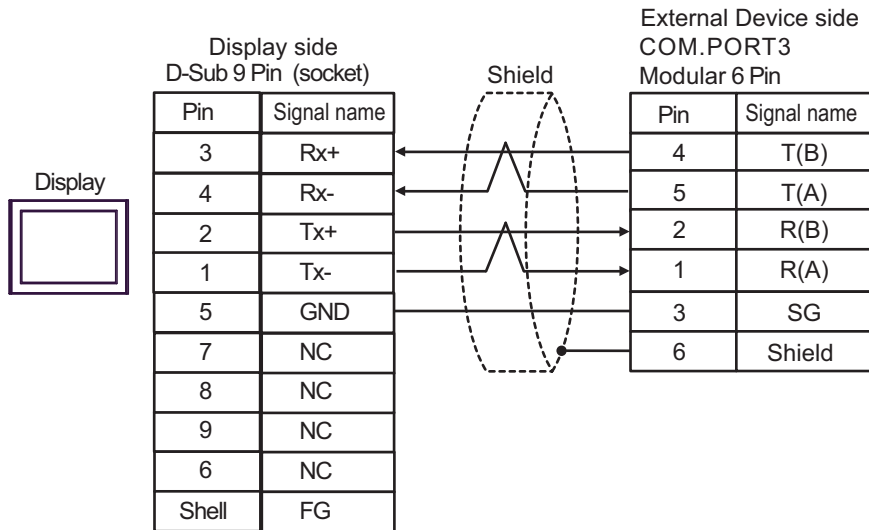 External Device side
COM.PORT3
Modular 6 Pin
Display side
D-Sub 9 Pin (socket)
Shield
Display
Pin Signal name
3 Rx+
4 Rx-
2 Tx+
1 Tx-
5 GND
7 NC
8 NC
9 NC
6 NC
Shell FG
Pin Signal name
4 T(B)
5 T(A)
2 R(B)
1 R(A)
3 SG
6 Shield